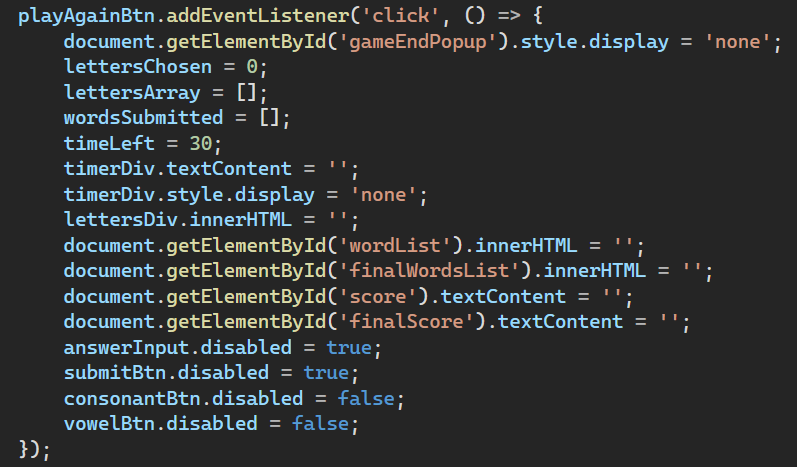 playAgainBtn.addEventListener('click', () => {
    document.getElementById('gameEndPopup').style.display = 'none';
    lettersChosen = 0;
    lettersArray = [];
    wordsSubmitted = [];
    timeLeft = 30;
    timerDiv.textContent = '';
    timerDiv.style.display = 'none';
    lettersDiv.innerHTML = '';
    document.getElementById('wordList').innerHTML = '';
    document.getElementById('finalWordsList').innerHTML = '';
    document.getElementById('score').textContent = '';
    document.getElementById('finalScore').textContent = '';
    answerInput.disabled = true;
    submitBtn.disabled = true;
    consonantBtn.disabled = false;
    vowelBtn.disabled = false;
});